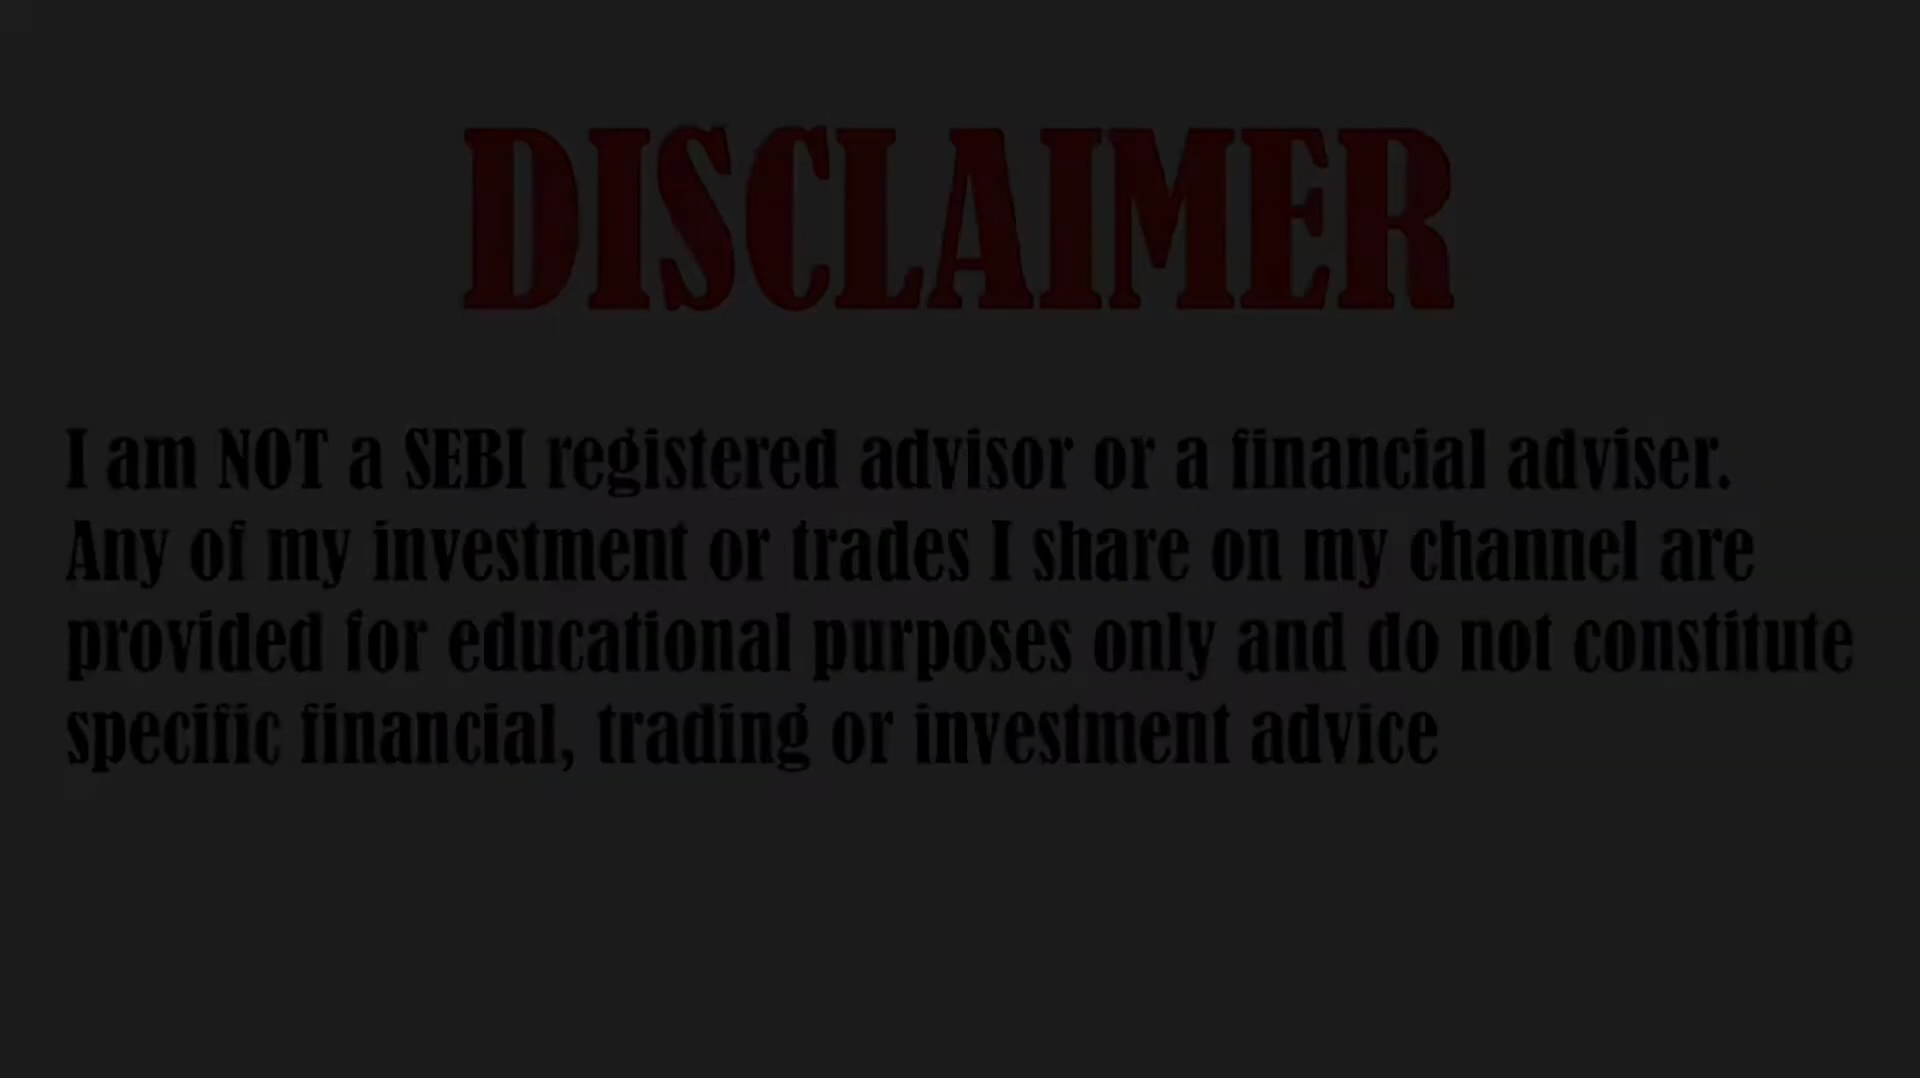 DISCLAIMER
I am NOT a SEBI registered advisor or a financial adviser.
Any of my investment or trades I share on my channel are
provided for educational purposes only and do not constitute
specific financial, trading or investment advice